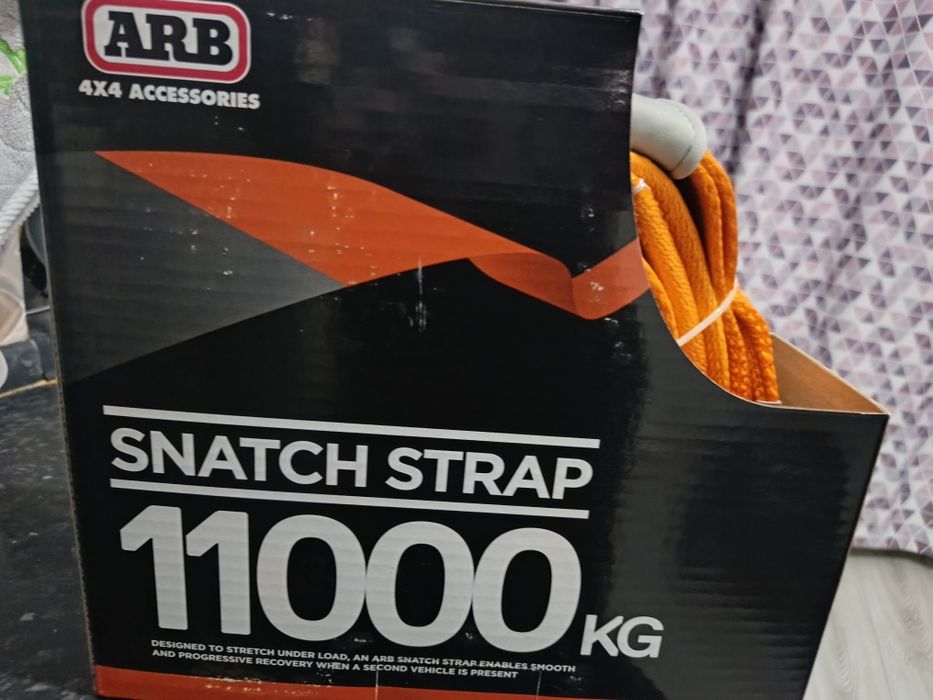 ARB
4X4 ACCESSORIES
SNATCH STRAP
11000 KG
DESIGNED TO STRETCH UNDER LOAD, AN ARB SNATCH STRAP ENABLES SMOOTH
AND PROGRESSIVE RECOVERY WHEN A SECOND VEHICLE IS PRESENT